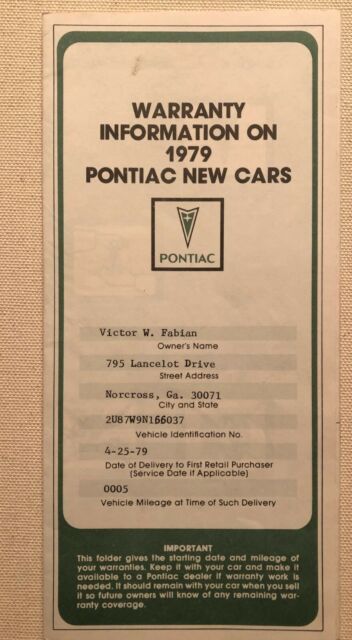 WARRANTY
INFORMATION ON
1979
PONTIAC NEW CARS
PONTIAC
Victor W. Fabian
Owner's Name
795 Lancelot Drive
Street Address
Norcross, Ga. 30071
City and State
2U87W9N166037
Vehicle Identification No.
4-25-79
Date of Delivery to First Retail Purchaser
(Service Date if Applicable)
0005
Vehicle Mileage at Time of Such Delivery
IMPORTANT
This folder gives the starting date and mileage of
your warranties. Keep it with your car and make it
available to a Pontiac dealer if warranty work is
needed. It should remain with your car when you sell
it so future owners will know of any remaining war-
ranty coverage.